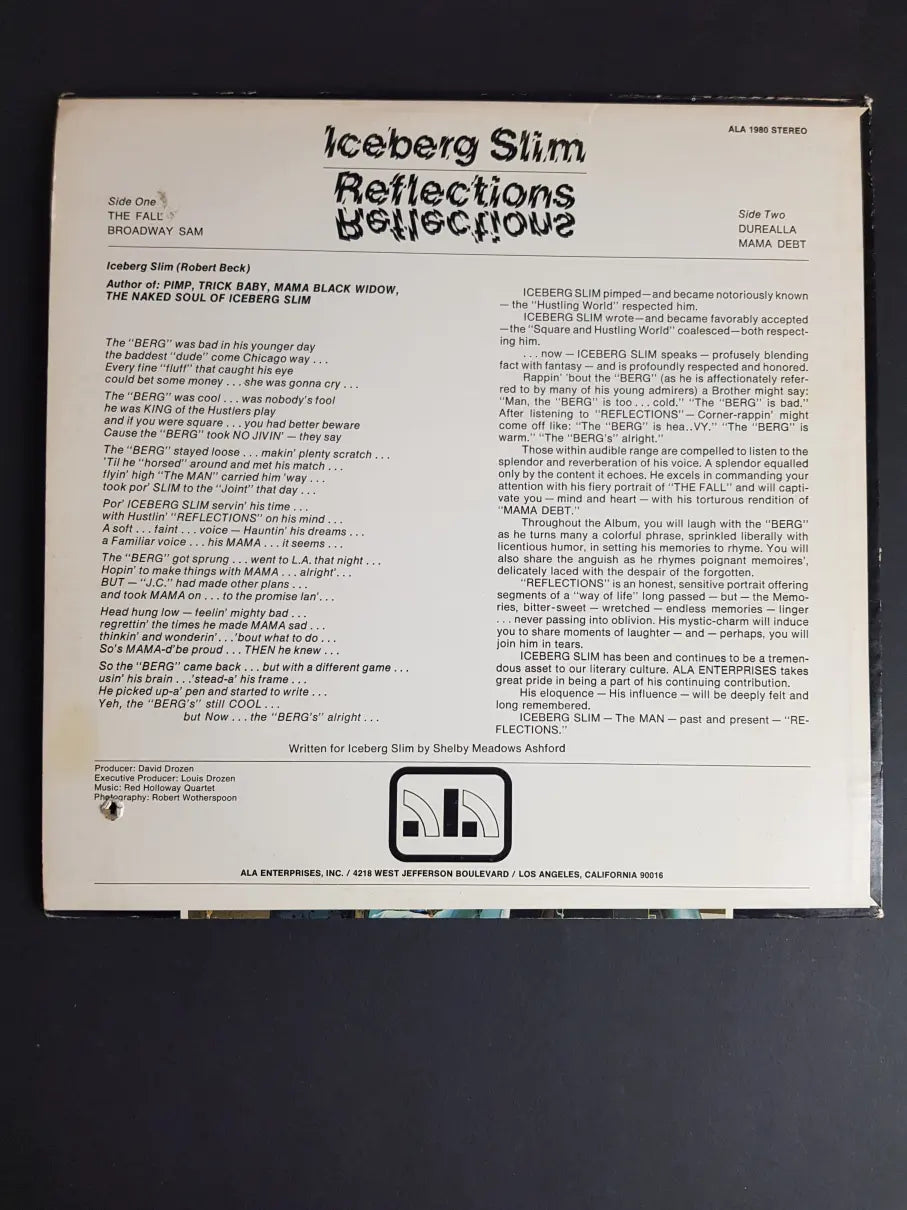 ALA 1980 STEREO
Iceberg Slim
Reflections
Reflections
Side One
THE FALL
BROADWAY SAM
Side Two
DUREALLA
MAMA DEBT
Iceberg Slim (Robert Beck)
Author of: PIMP, TRICK BABY, MAMA BLACK WIDOW,
THE NAKED SOUL OF ICEBERG SLIM
The "BERG" was bad in his younger day
the baddest "dude" come Chicago way . . .
Every fine "fluff" that caught his eye
could bet some money . . . she was gonna cry . . .
The "BERG" was cool . . . was nobody's fool
he was KING of the Hustlers play
and if you were square . . . you had better beware
Cause the "BERG" took NO JIVIN' — they say
The "BERG" stayed loose . . . makin' plenty scratch . . .
'Til he "horsed" around and met his match . . .
flyin' high "The MAN" carried him 'way . . .
took por' SLIM to the "Joint" that day . . .
Por' ICEBERG SLIM servin' his time . . .
with Hustlin' "REFLECTIONS" on his mind . . .
A soft . . . faint . . . voice — Hauntin' his dreams . . .
a Familiar voice . . . his MAMA . . . it seems . . .
The "BERG" got sprung . . . went to L.A. that night . . .
Hopin' to make things with MAMA . . . alright'. . .
BUT — "J.C." had made other plans . . .
and took MAMA on . . . to the promise lan'. . .
Head hung low — feelin' mighty bad . . .
regrettin' the times he made MAMA sad . . .
thinkin' and wonderin'. . .'bout what to do . . .
So's MAMA-d'be proud . . . THEN he knew . . .
So the "BERG" came back . . . but with a different game . . .
usin' his brain . . .'stead-a' his frame . . .
He picked up-a' pen and started to write . . .
Yeh, the "BERG's" still COOL . . .
but Now . . . the "BERG's" alright . . .
ICEBERG SLIM pimped—and became notoriously known
— the "Hustling World" respected him.
ICEBERG SLIM wrote—and became favorably accepted
—the "Square and Hustling World" coalesced—both respect-
ing him.
. . . now — ICEBERG SLIM speaks — profusely blending
fact with fantasy — and is profoundly respected and honored.
Rappin' 'bout the "BERG" (as he is affectionately refer-
red to by many of his young admirers) a Brother might say:
"Man, the "BERG" is too . . . cold." "The "BERG" is bad."
After listening to "REFLECTIONS" — Corner-rappin' might
come off like: "The "BERG" is hea..VY." "The "BERG" is
warm." "The "BERG's" alright."
Those within audible range are compelled to listen to the
splendor and reverberation of his voice. A splendor equalled
only by the content it echoes. He excels in commanding your
attention with his fiery portrait of "THE FALL" and will capti-
vate you — mind and heart — with his torturous rendition of
"MAMA DEBT."
Throughout the Album, you will laugh with the "BERG"
as he turns many a colorful phrase, sprinkled liberally with
licentious humor, in setting his memories to rhyme. You will
also share the anguish as he rhymes poignant memoires',
delicately laced with the despair of the forgotten.
"REFLECTIONS" is an honest, sensitive portrait offering
segments of a "way of life" long passed — but — the Memo-
ries, bitter-sweet — wretched — endless memories — linger
. . . never passing into oblivion. His mystic-charm will induce
you to share moments of laughter — and — perhaps, you will
join him in tears.
ICEBERG SLIM has been and continues to be a tremen-
dous asset to our literary culture. ALA ENTERPRISES takes
great pride in being a part of his continuing contribution.
His eloquence — His influence — will be deeply felt and
long remembered.
ICEBERG SLIM — The MAN — past and present — "RE-
FLECTIONS."
Written for Iceberg Slim by Shelby Meadows Ashford
Producer: David Drozen
Executive Producer: Louis Drozen
Music: Red Holloway Quartet
Photography: Robert Wotherspoon
ALA ENTERPRISES, INC. / 4218 WEST JEFFERSON BOULEVARD / LOS ANGELES, CALIFORNIA 90016